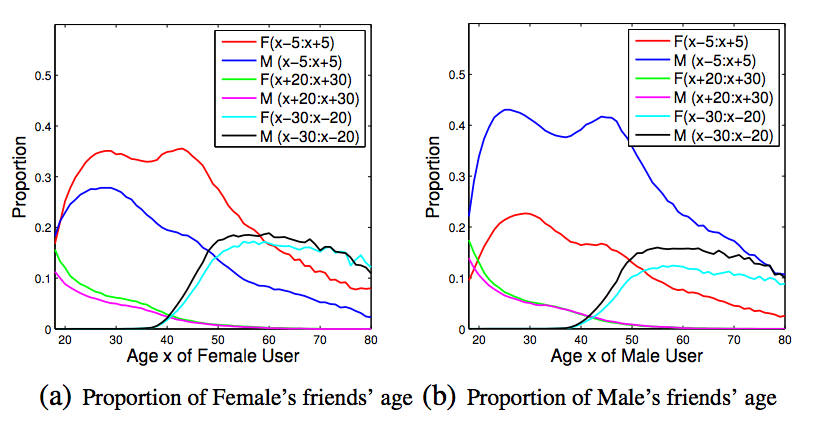 F(x−5:x+5)
M (x−5:x+5)
F(x+20:x+30)
M (x+20:x+30)
F(x−30:x−20)
M (x−30:x−20)
0.5
0.4
0.3
0.2
0.1
0
Proportion
20 30 40 50 60 70 80
Age x of Female User
(a) Proportion of Female's friends' age
F(x−5:x+5)
M (x−5:x+5)
F(x+20:x+30)
M (x+20:x+30)
F(x−30:x−20)
M (x−30:x−20)
0.5
0.4
0.3
0.2
0.1
0
Proportion
20 30 40 50 60 70 80
Age x of Male User
(b) Proportion of Male's friends' age